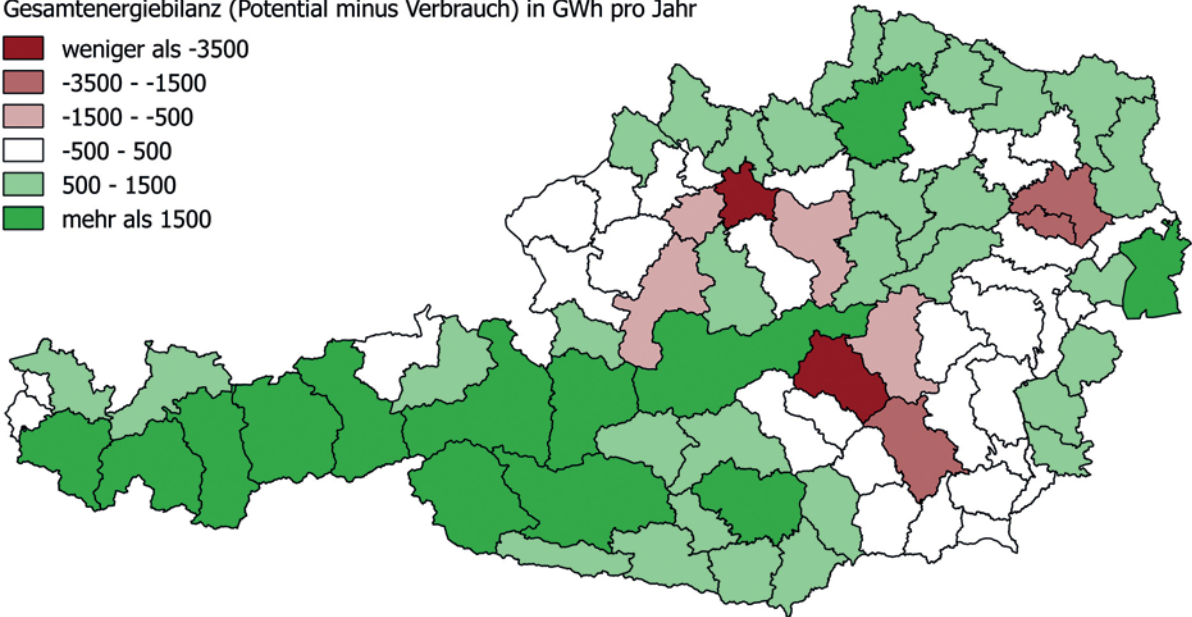 Gesamtenergiebilanz (Potential minus Verbrauch) in GWh pro Jahr
weniger als -3500
-3500 - -1500
-1500 - -500
-500 - 500
500 - 1500
mehr als 1500